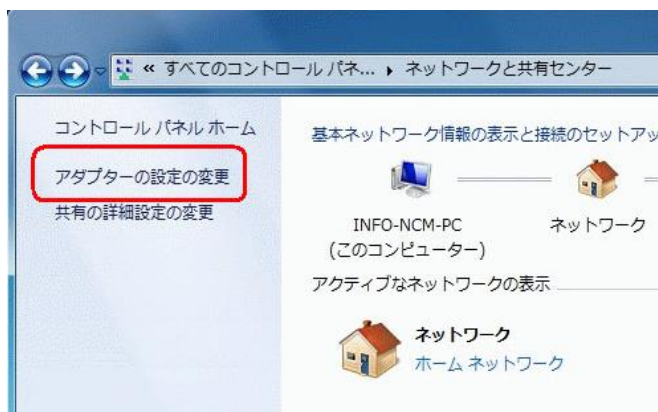 « すべてのコントロール パネ... ▸ ネットワークと共有センター
コントロール パネル ホーム
アダプターの設定の変更
共有の詳細設定の変更
基本ネットワーク情報の表示と接続のセットアッ
INFO-NCM-PC
(このコンピューター)
ネットワーク
アクティブなネットワークの表示
ネットワーク
ホーム ネットワーク